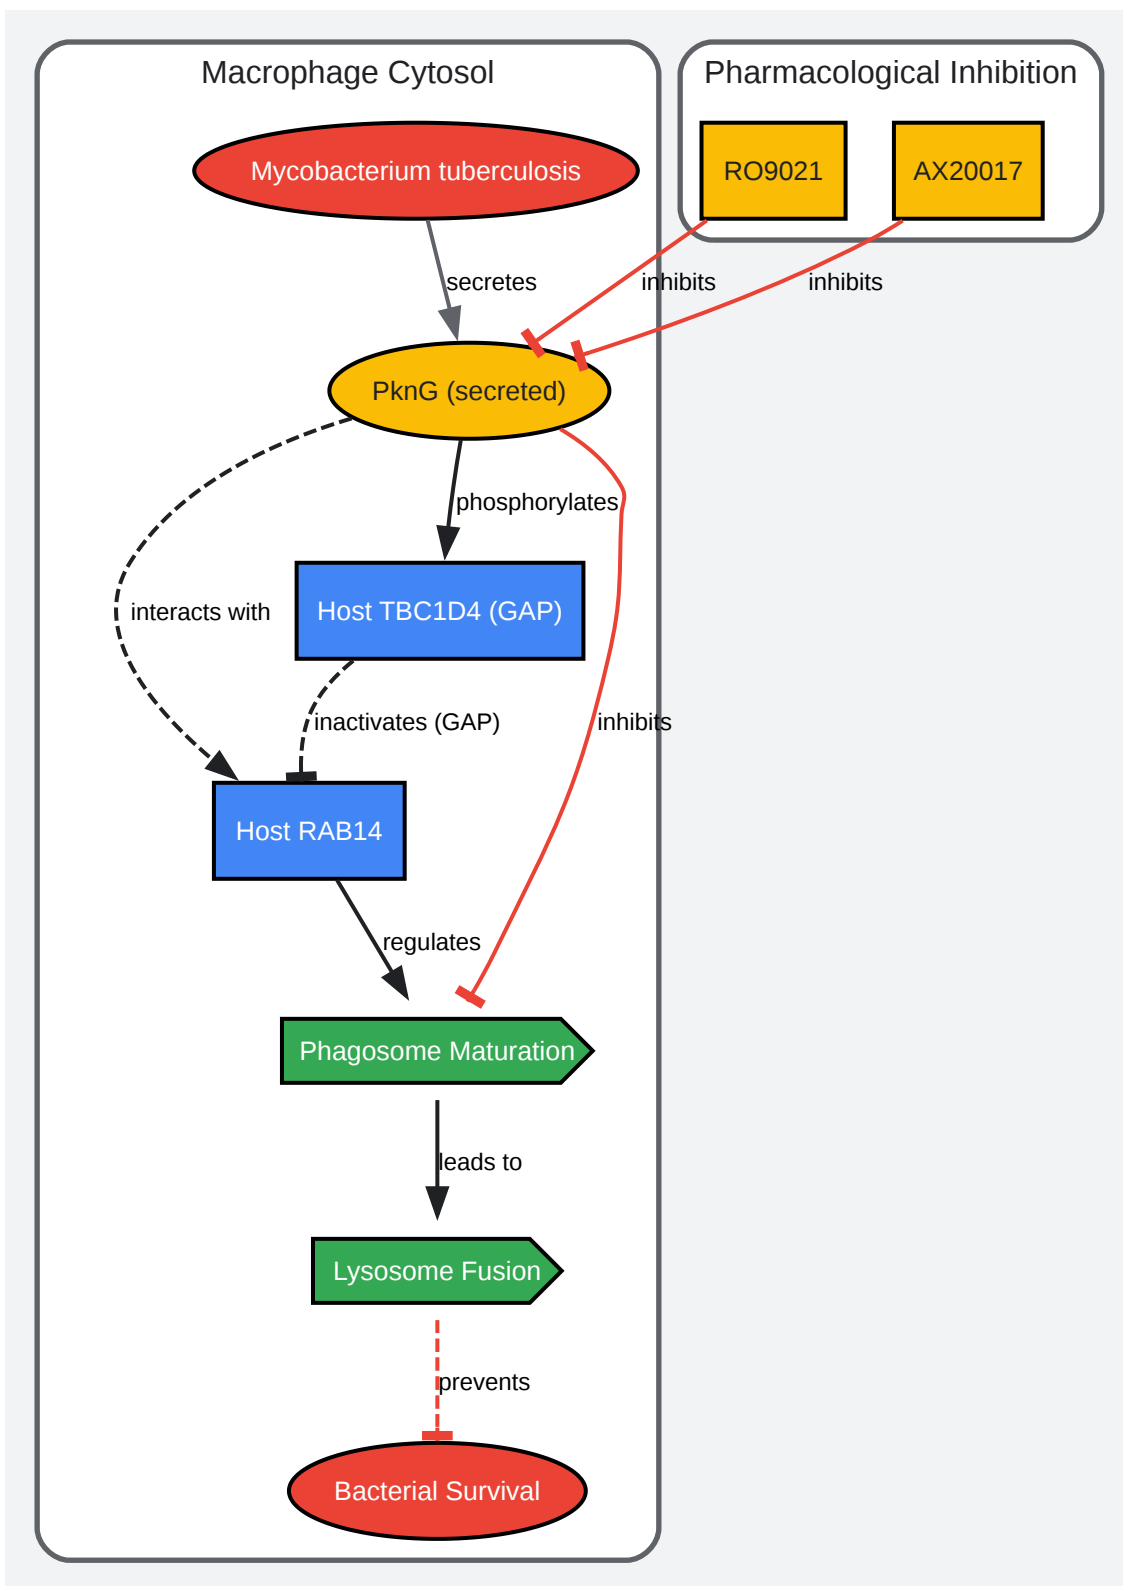 Macrophage Cytosol
Pharmacological Inhibition
Mycobacterium tuberculosis
RO9021
AX20017
secretes
inhibits
inhibits
PknG (secreted)
phosphorylates
Host TBC1D4 (GAP)
interacts with
inactivates (GAP)
inhibits
Host RAB14
regulates
Phagosome Maturation
leads to
Lysosome Fusion
prevents
Bacterial Survival